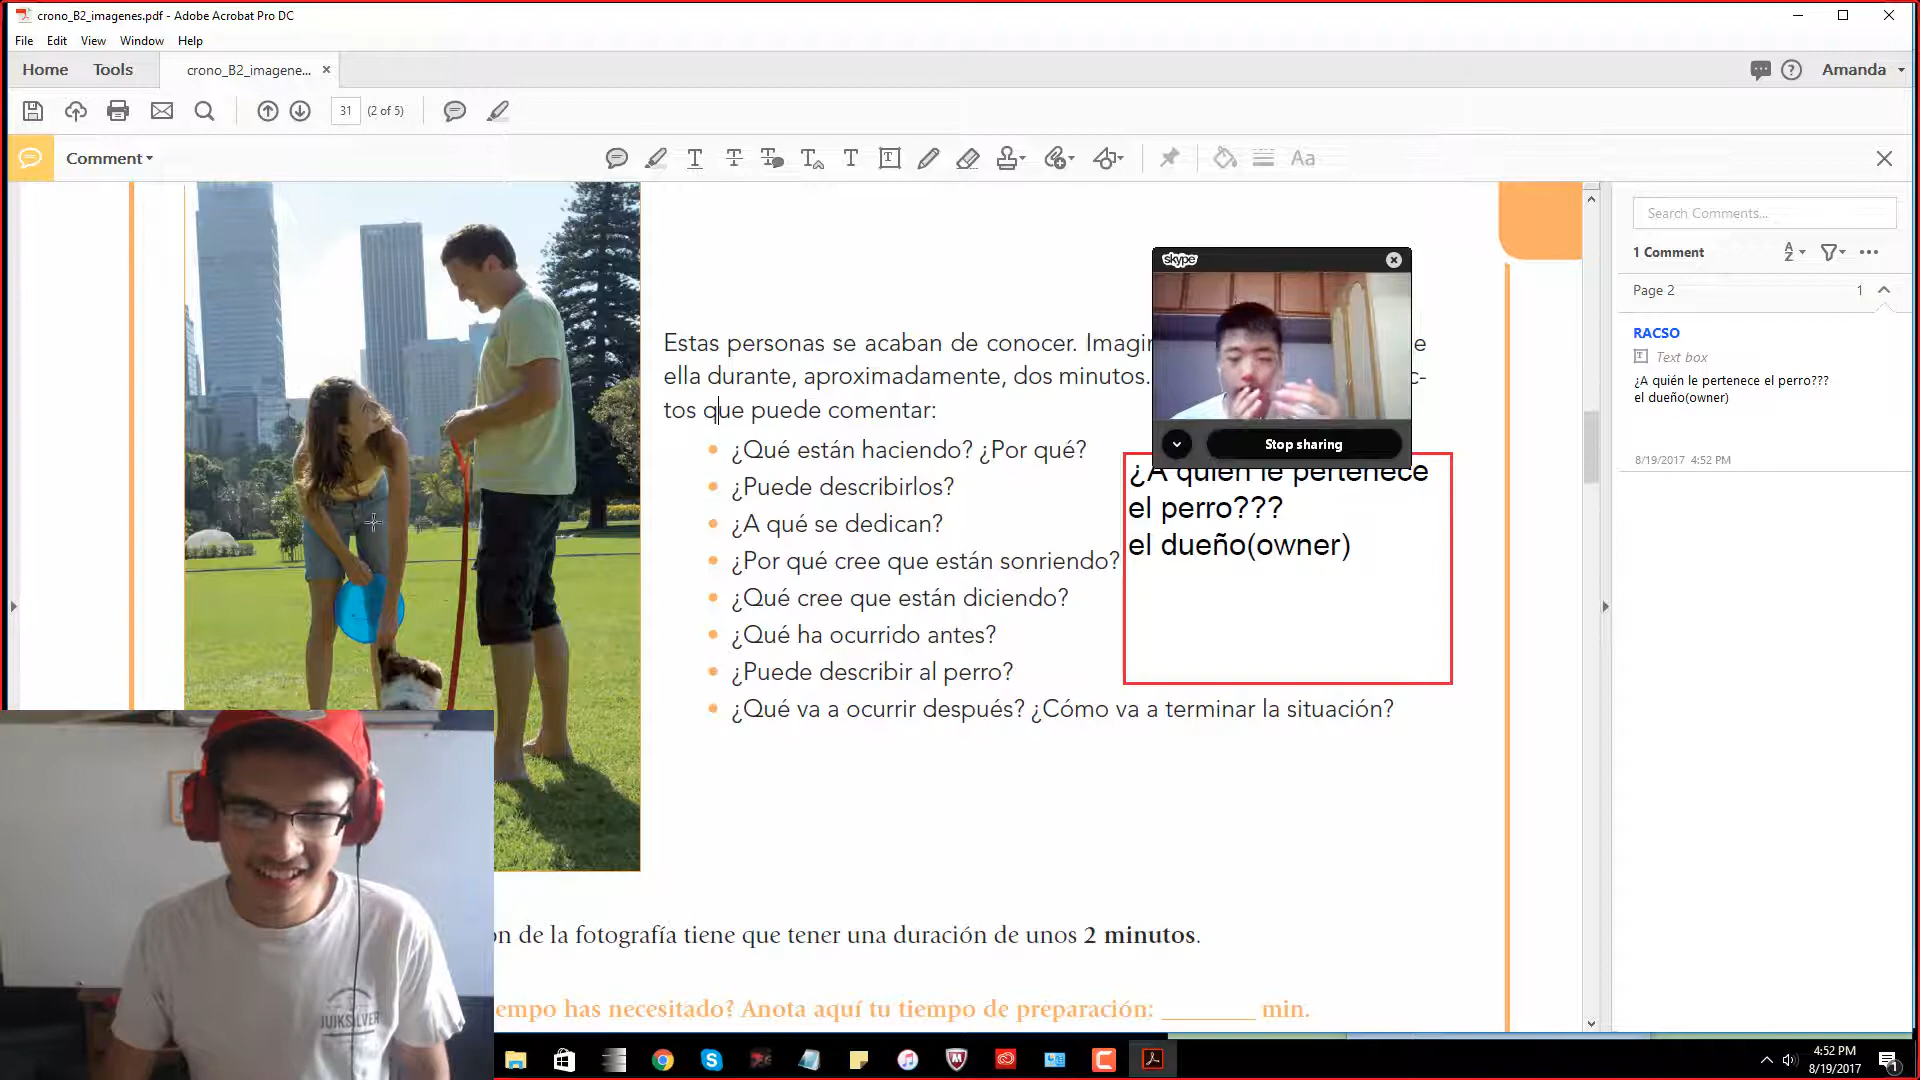 crono_B2_imagenes.pdf - Adobe Acrobat Pro DC
File Edit View Window Help
Home Tools crono_B2_imagene... × Amanda
31 (2 of 5)
Comment Aa
Search Comments...
1 Comment
Page 2 1
RACSO
Text box
¿A quién le pertenece el perro???
el dueño(owner)
8/19/2017 4:52 PM
skype
Stop sharing
Estas personas se acaban de conocer. Imagin e
ella durante, aproximadamente, dos minutos. c-
tos que puede comentar:
• ¿Qué están haciendo? ¿Por qué?
• ¿Puede describirlos?
• ¿A qué se dedican?
• ¿Por qué cree que están sonriendo?
• ¿Qué cree que están diciendo?
• ¿Qué ha ocurrido antes?
• ¿Puede describir al perro?
• ¿Qué va a ocurrir después? ¿Cómo va a terminar la situación?
¿A quién le pertenece
el perro???
el dueño(owner)
ón de la fotografía tiene que tener una duración de unos 2 minutos.
empo has necesitado? Anota aquí tu tiempo de preparación: ________ min.
4:52 PM
8/19/2017